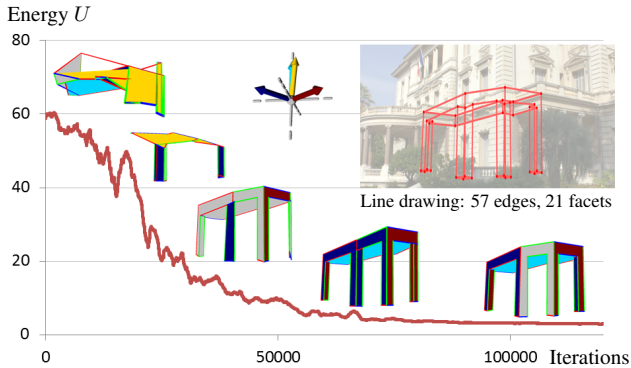 Energy U
80
60
40
Line drawing: 57 edges, 21 facets
20
0
0 50000 100000 Iterations